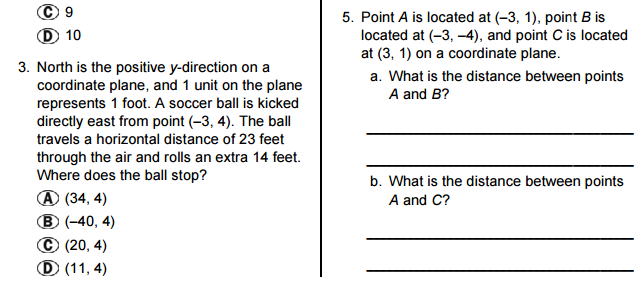 Ⓒ 9
Ⓓ 10
3. North is the positive y-direction on a
coordinate plane, and 1 unit on the plane
represents 1 foot. A soccer ball is kicked
directly east from point (–3, 4). The ball
travels a horizontal distance of 23 feet
through the air and rolls an extra 14 feet.
Where does the ball stop?
Ⓐ (34, 4)
Ⓑ (–40, 4)
Ⓒ (20, 4)
Ⓓ (11, 4)
5. Point A is located at (–3, 1), point B is
located at (–3, –4), and point C is located
at (3, 1) on a coordinate plane.
a. What is the distance between points
A and B?
b. What is the distance between points
A and C?